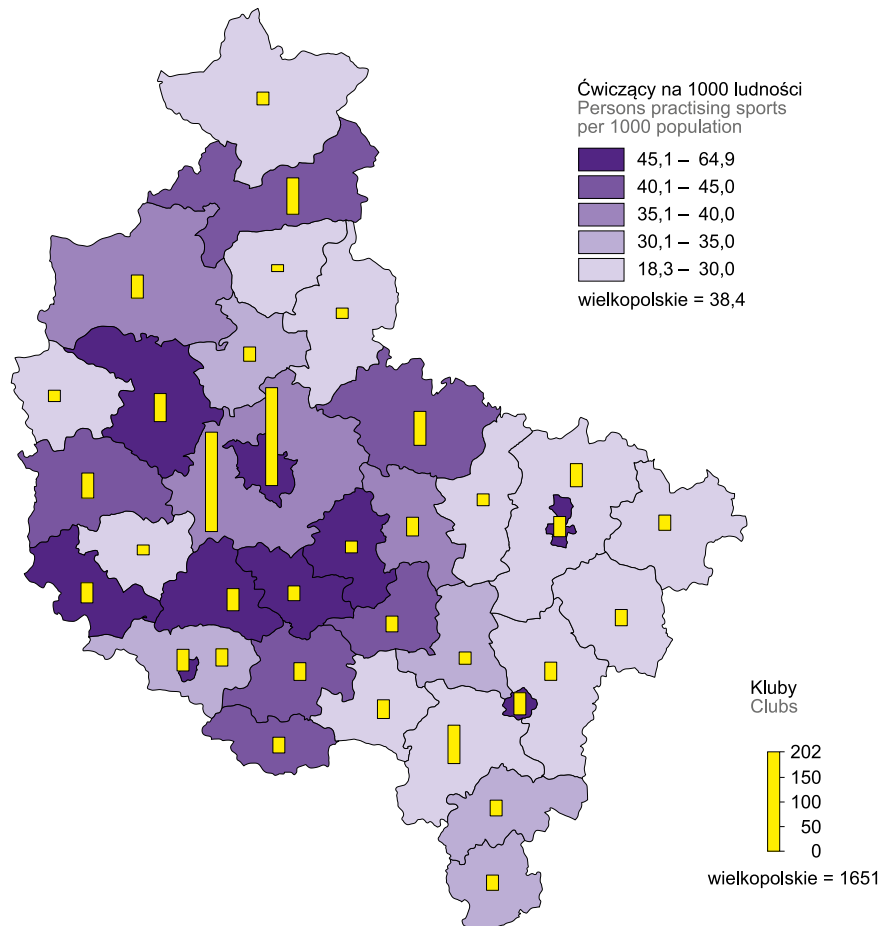 Ćwiczący na 1000 ludności
Persons practising sports
per 1000 population
45,1 – 64,9
40,1 – 45,0
35,1 – 40,0
30,1 – 35,0
18,3 – 30,0
wielkopolskie = 38,4
Kluby
Clubs
202
150
100
50
0
wielkopolskie = 1651